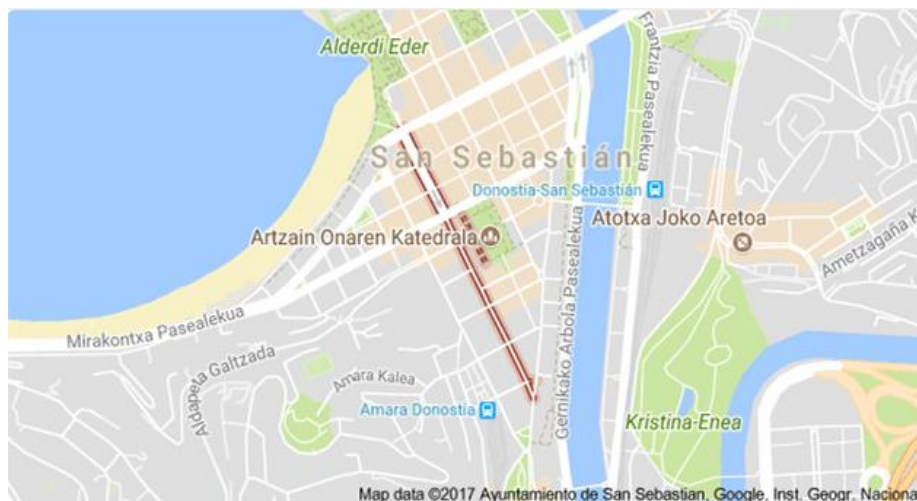 Alderdi Eder
Frantzia Pasealekua
San Sebastián
Donostia-San Sebastián
Atotxa Joko Aretoa
Artzain Onaren Katedrala
Ametzagaña K
Gernikako Arbola Pasealekua
Mirakontxa Pasealekua
Aldapeta Galtzada
Amara Kalea
Amara Donostia
Kristina-Enea
Map data ©2017 Ayuntamiento de San Sebastian, Google, Inst. Geogr. Naciona